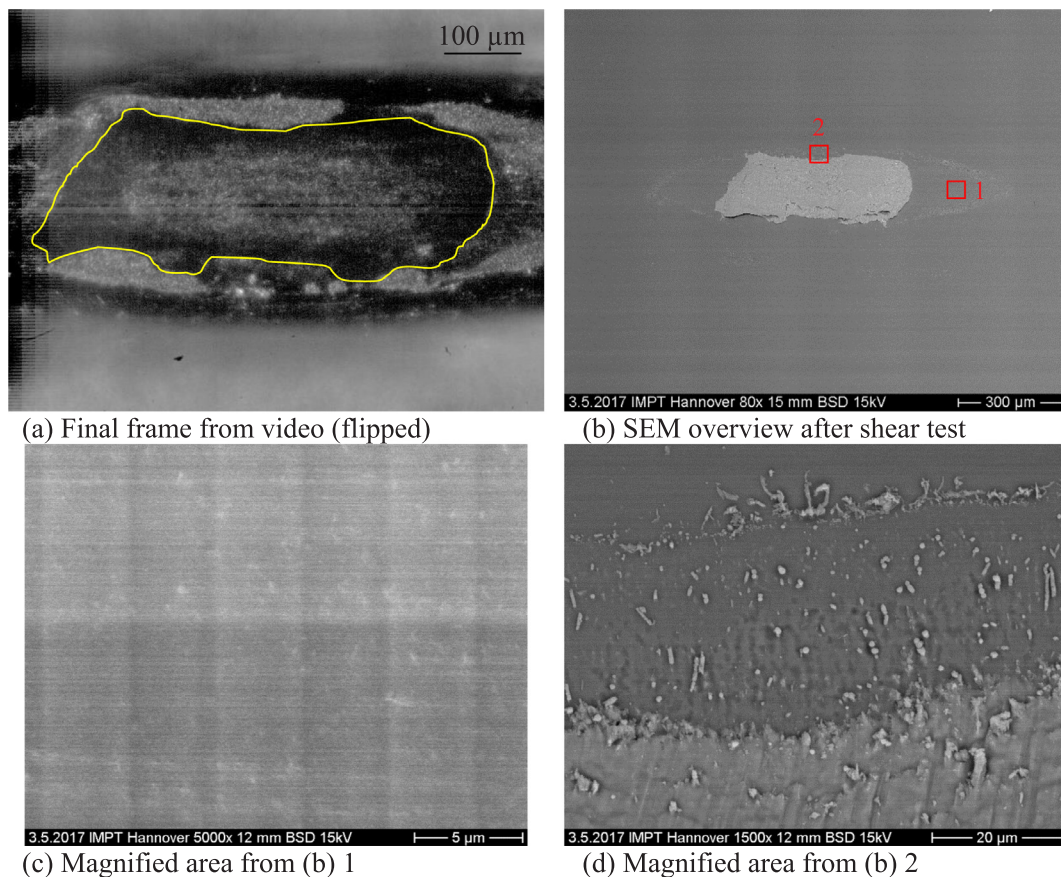 100 µm
(a) Final frame from video (flipped)
2
1
3.5.2017 IMPT Hannover 80x 15 mm BSD 15kV 300 µm
(b) SEM overview after shear test
3.5.2017 IMPT Hannover 5000x 12 mm BSD 15kV 5 µm
(c) Magnified area from (b) 1
3.5.2017 IMPT Hannover 1500x 12 mm BSD 15kV 20 µm
(d) Magnified area from (b) 2